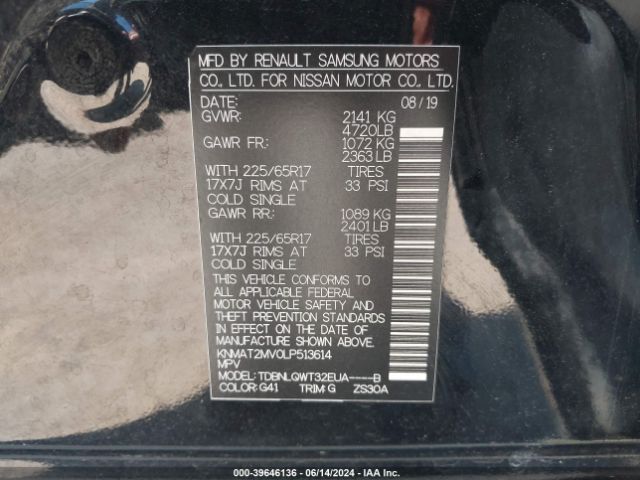 MFD BY RENAULT SAMSUNG MOTORS
CO., LTD. FOR NISSAN MOTOR CO., LTD.
DATE: 08/19
GVWR: 2141 KG
4720LB
GAWR FR: 1072 KG
2363 LB
WITH 225/65R17 TIRES
17X7J RIMS AT 33 PSI
COLD SINGLE
GAWR RR: 1089 KG
2401 LB
WITH 225/65R17 TIRES
17X7J RIMS AT 33 PSI
COLD SINGLE
THIS VEHICLE CONFORMS TO
ALL APPLICABLE FEDERAL
MOTOR VEHICLE SAFETY AND
THEFT PREVENTION STANDARDS
IN EFFECT ON THE DATE OF
MANUFACTURE
KNMAT2MV0LP513614
MPV
MODEL: TDBNLQWT32EUA-----B
COLOR: G41 TRIM: G ZS30A
000-39646136 - 06/14/2024 - IAA Inc.